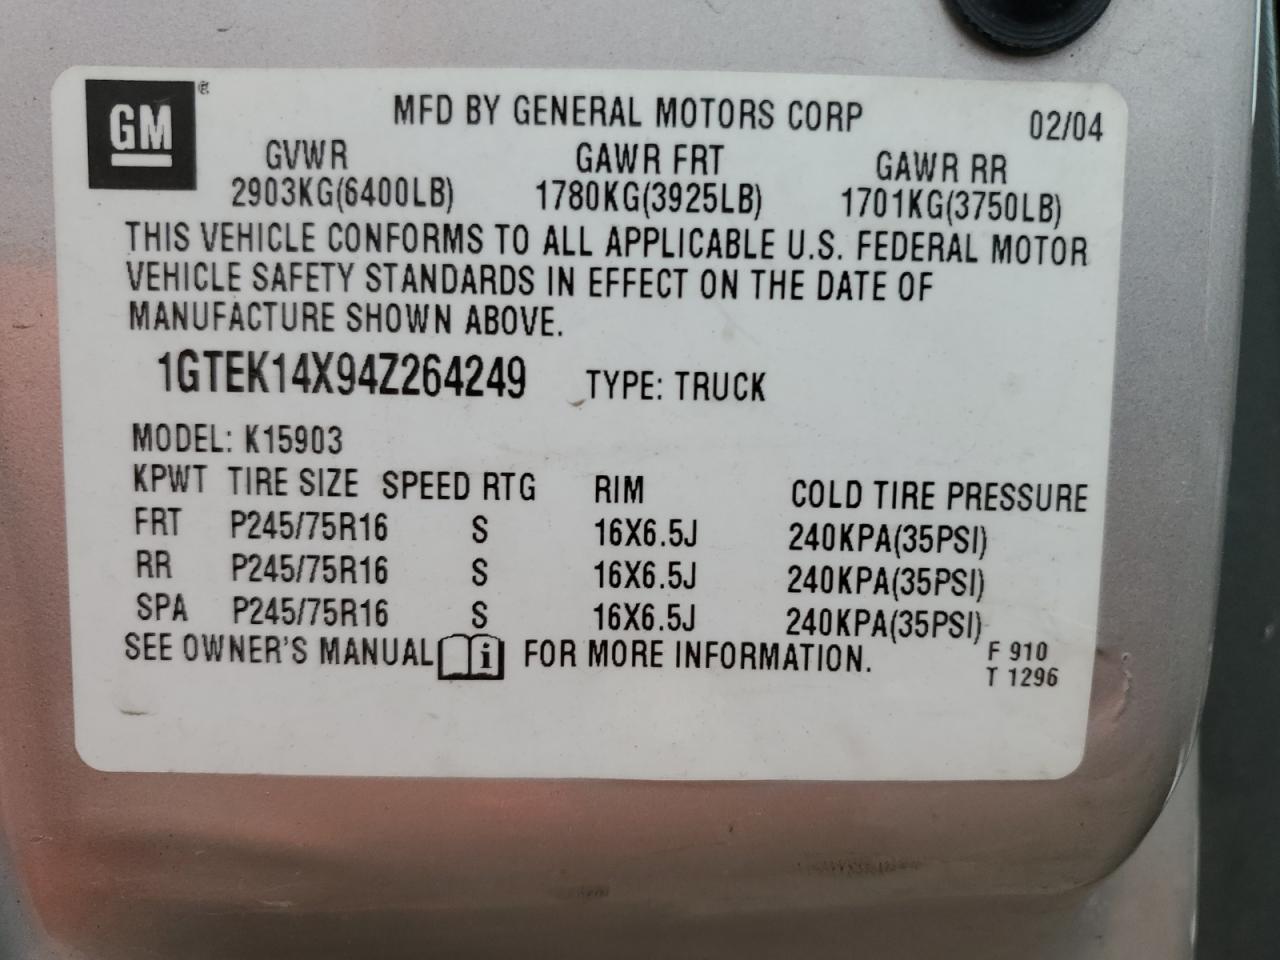 GM ®
MFD BY GENERAL MOTORS CORP 02/04
GVWR GAWR FRT GAWR RR
2903KG(6400LB) 1780KG(3925LB) 1701KG(3750LB)
THIS VEHICLE CONFORMS TO ALL APPLICABLE U.S. FEDERAL MOTOR
VEHICLE SAFETY STANDARDS IN EFFECT ON THE DATE OF
MANUFACTURE SHOWN ABOVE.
1GTEK14X94Z264249 TYPE: TRUCK
MODEL: K15903
KPWT TIRE SIZE SPEED RTG RIM COLD TIRE PRESSURE
FRT P245/75R16 S 16X6.5J 240KPA(35PSI)
RR P245/75R16 S 16X6.5J 240KPA(35PSI)
SPA P245/75R16 S 16X6.5J 240KPA(35PSI)
SEE OWNER'S MANUAL i FOR MORE INFORMATION.
F 910
T 1296